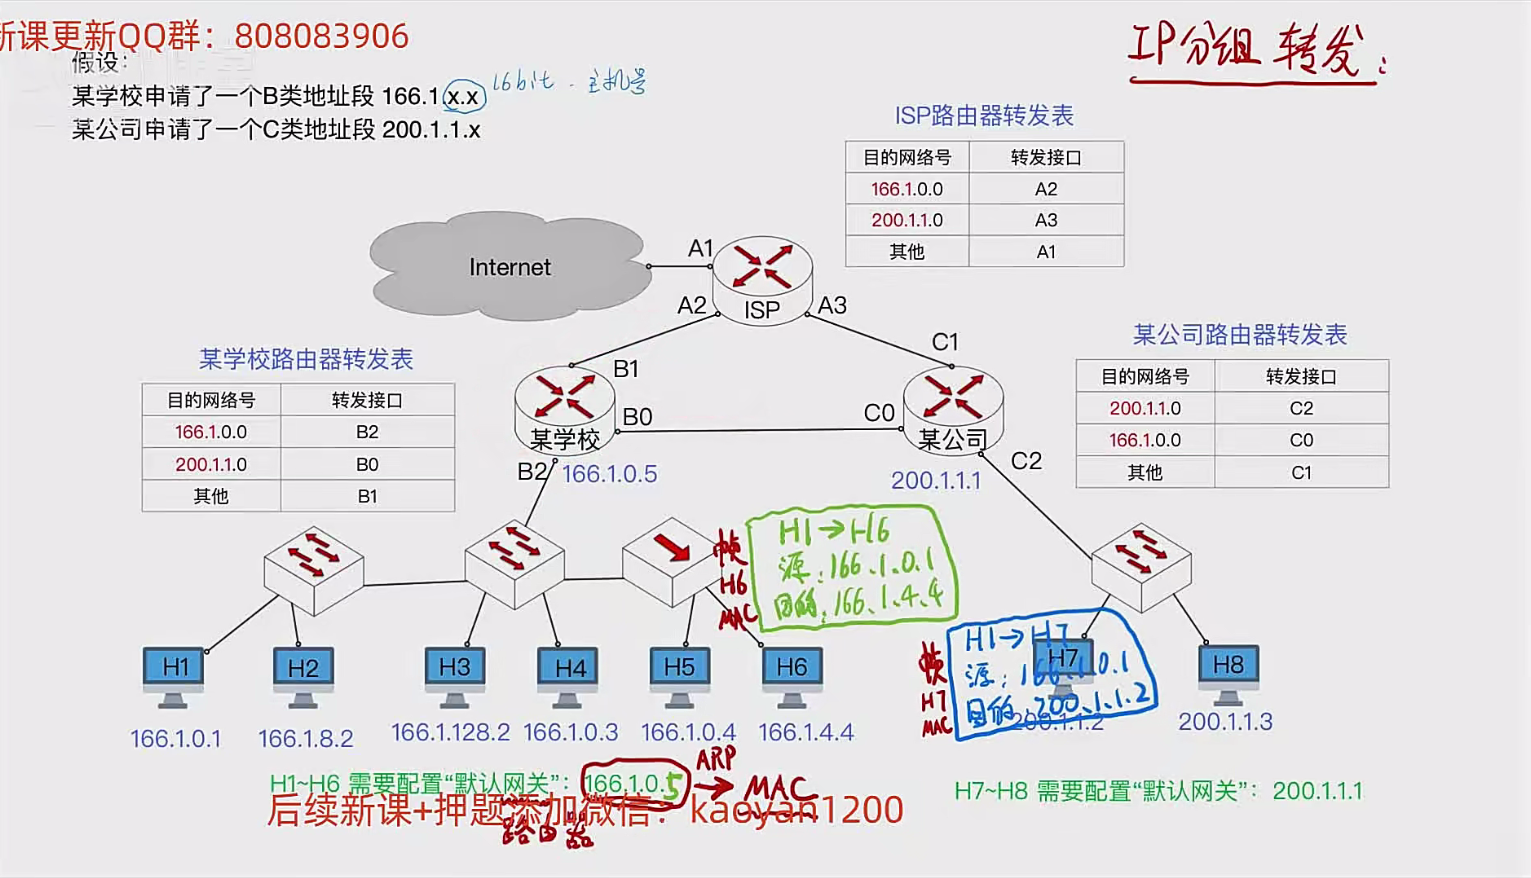 新课更新QQ群：808083906
假设：
某学校申请了一个B类地址段 166.1.x.x
16bit - 主机号
某公司申请了一个C类地址段 200.1.1.x
IP分组 转发：
ISP路由器转发表
目的网络号 转发接口
166.1.0.0 A2
200.1.1.0 A3
其他 A1
Internet
A1
ISP
A2
A3
某学校路由器转发表
目的网络号 转发接口
166.1.0.0 B2
200.1.1.0 B0
其他 B1
B1
B0
某学校
B2
166.1.0.5
C1
C0
某公司
C2
200.1.1.1
某公司路由器转发表
目的网络号 转发接口
200.1.1.0 C2
166.1.0.0 C0
其他 C1
帧
H6
MAC
H1→H6
源：166.1.0.1
目的：166.1.4.4
帧
H7
MAC
H1→H7
源：166.1.0.1
目的：200.1.1.2
H1
H2
H3
H4
H5
H6
H7
H8
166.1.0.1
166.1.8.2
166.1.128.2
166.1.0.3
166.1.0.4
166.1.4.4
200.1.1.2
200.1.1.3
H1~H6 需要配置“默认网关”：166.1.0.5
ARP
→ MAC
路由器
H7~H8 需要配置“默认网关”：200.1.1.1
后续新课+押题添加微信：kaoyan1200